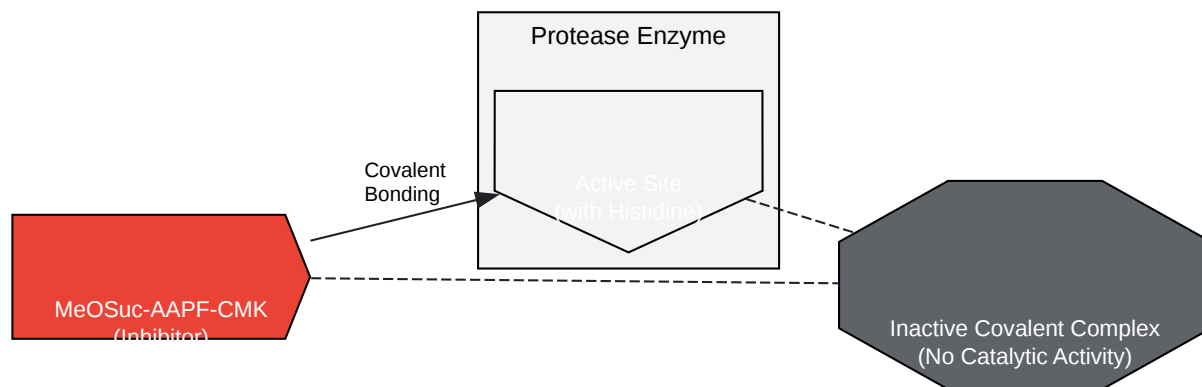 Protease Enzyme
Covalent
Bonding
Active Site
(with Histidine)
MeOSuc-AAPF-CMK
(Inhibitor)
Inactive Covalent Complex
(No Catalytic Activity)